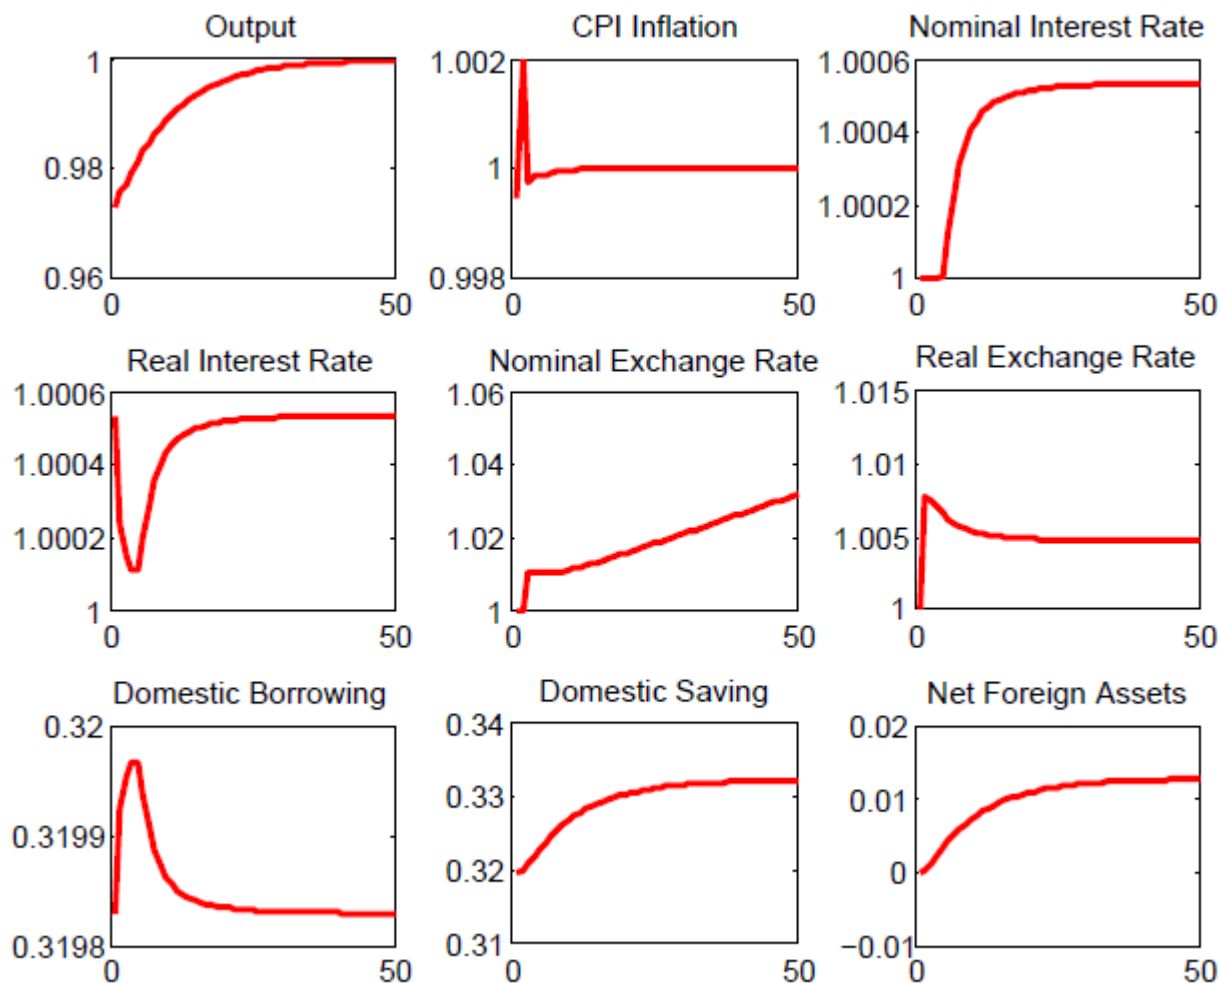 Output CPI Inflation Nominal Interest Rate
1 1.002 1.0006
1.0004
0.98 1
1.0002
0.96 0.998 1
0 50 0 50 0 50
Real Interest Rate Nominal Exchange Rate Real Exchange Rate
1.0006 1.06 1.015
1.0004 1.04 1.01
1.0002 1.02 1.005
1 1 1
0 50 0 50 0 50
Domestic Borrowing Domestic Saving Net Foreign Assets
0.32 0.34 0.02
0.33 0.01
0.3199
0.32 0
0.3198 0.31 −0.01
0 50 0 50 0 50